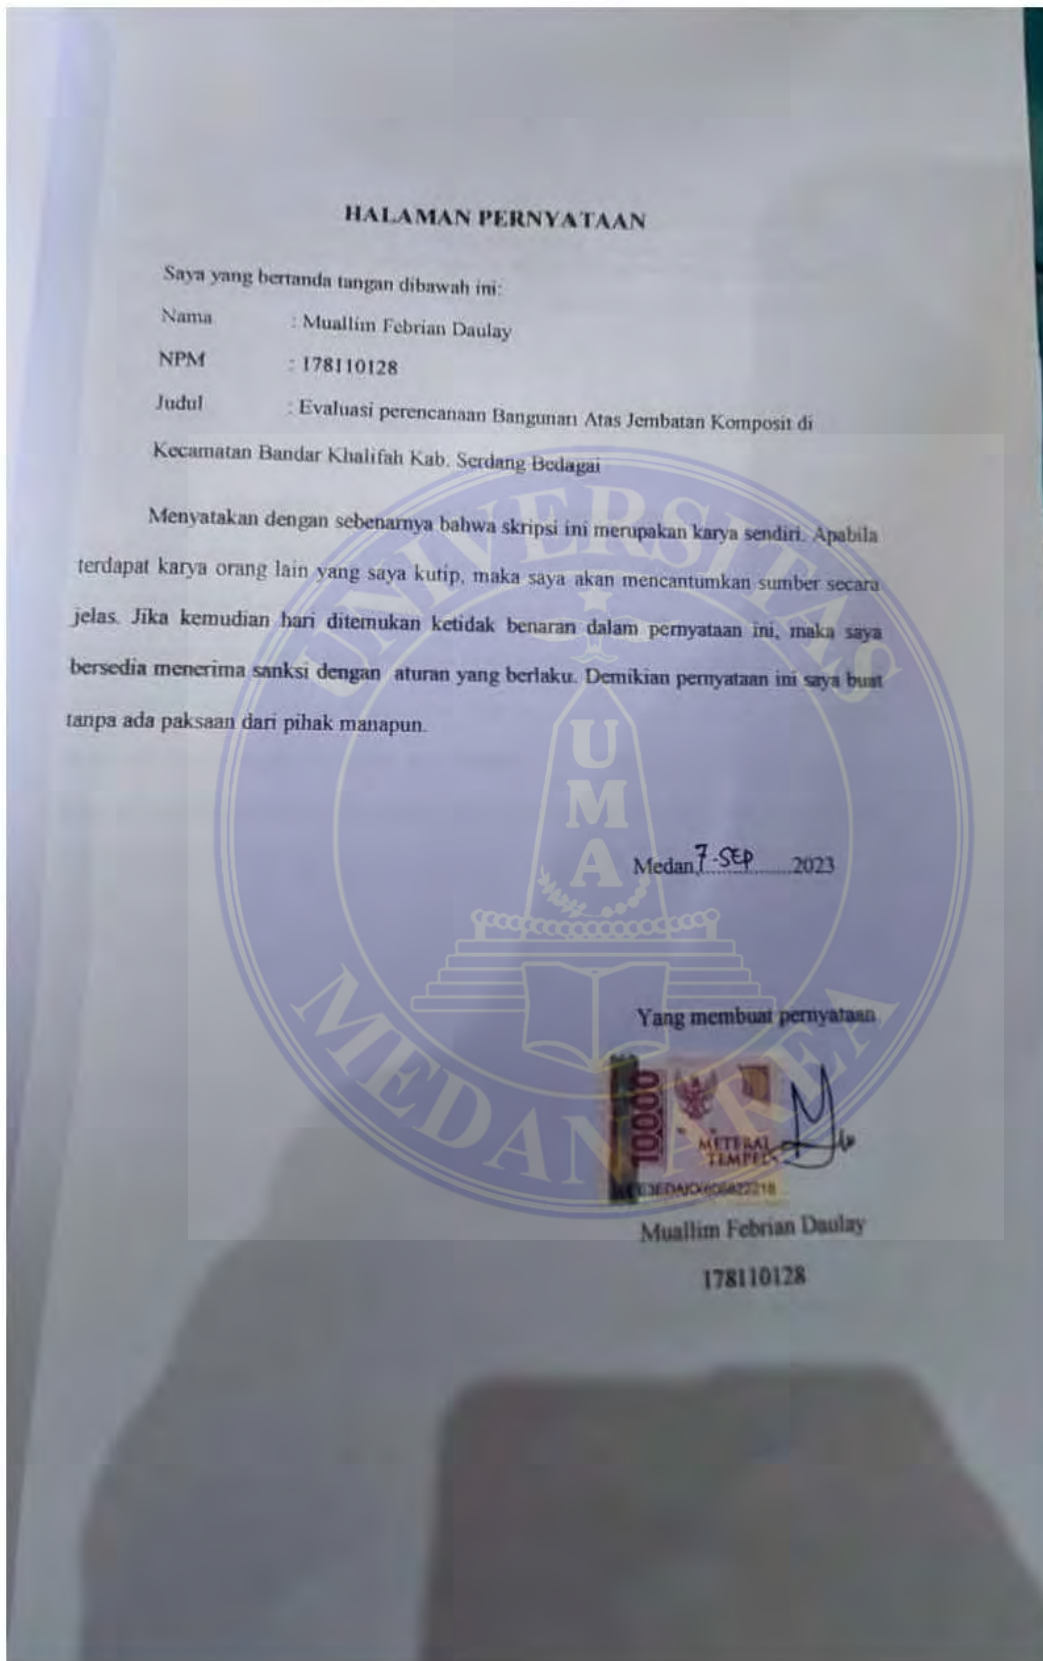 HALAMAN PERNYATAAN
Saya yang bertanda tangan dibawah ini:
Nama : Muallim Febrian Daulay
NPM : 178110128
Judul : Evaluasi perencanaan Bangunan Atas Jembatan Komposit di
Kecamatan Bandar Khalifah Kab. Serdang Bedagai
Menyatakan dengan sebenarnya bahwa skripsi ini merupakan karya sendiri. Apabila
terdapat karya orang lain yang saya kutip, maka saya akan mencantumkan sumber secara
jelas. Jika kemudian hari ditemukan ketidak benaran dalam pernyataan ini, maka saya
bersedia menerima sanksi dengan aturan yang berlaku. Demikian pernyataan ini saya buat
tanpa ada paksaan dari pihak manapun.
UNIVERSITAS
UMA
MEDAN AREA
Medan, 7-SEP 2023
Yang membuat pernyataan
10000
METERAI
TEMPEL
Muallim Febrian Daulay
178110128